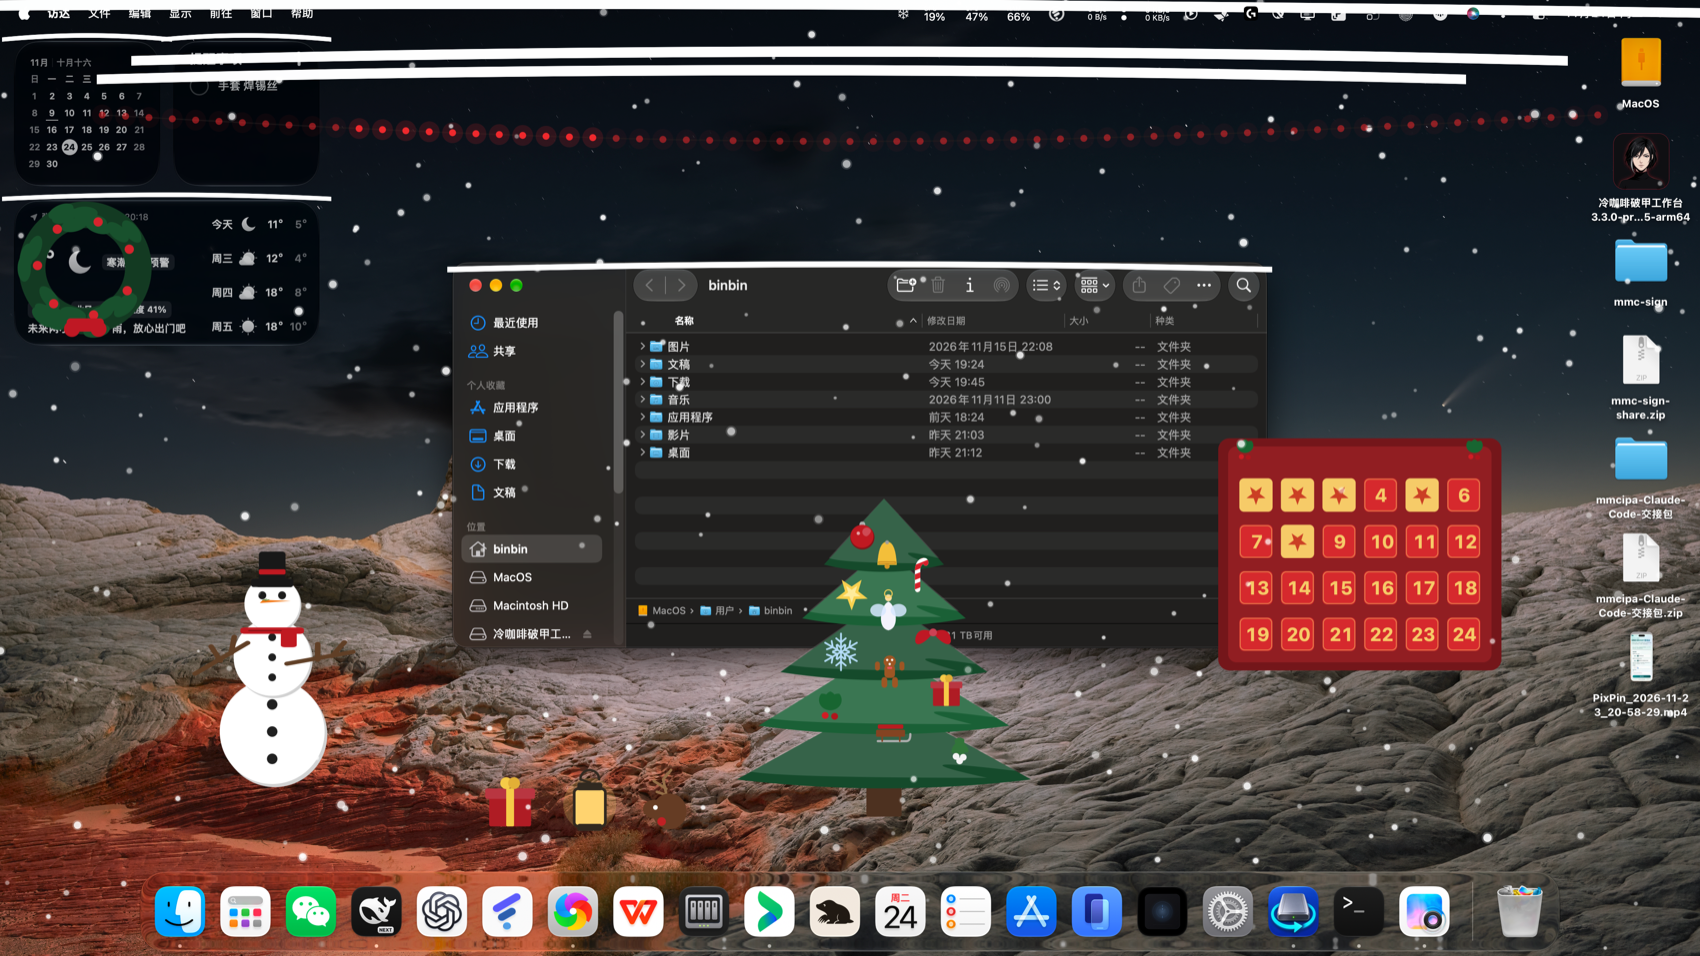 访达 文件 编辑 显示 前往 窗口 帮助
19% 47% 66% 0 B/s 0 KB/s
11月 十月十六
日 一 二 三
1 2 3 4 5 6 7
8 9 10 11 12 13 14
15 16 17 18 19 20 21
22 23 24 25 26 27 28
29 30
手套 焊锡丝
20:18
今天 11° 5°
寒潮 预警
周三 12° 4°
周四 18° 8°
41%
周五 18° 10°
雨，放心出门吧
MacOS
冷咖啡破甲工作台
3.3.0-pr...5-arm64
mmc-sign
ZIP
mmc-sign-
share.zip
mmcipa-Claude-
Code-交接包
ZIP
mmcipa-Claude-
Code-交接包.zip
PixPin_2026-11-2
3_20-58-29.mp4
binbin
最近使用
共享
个人收藏
应用程序
桌面
下载
文稿
位置
binbin
MacOS
Macintosh HD
冷咖啡破甲工...
名称 修改日期 大小 种类
图片 2026年11月15日 22:08 -- 文件夹
文稿 今天 19:24 -- 文件夹
下载 今天 19:45 -- 文件夹
音乐 2026年11月11日 23:00 -- 文件夹
应用程序 前天 18:24 -- 文件夹
影片 昨天 21:03 -- 文件夹
桌面 昨天 21:12 -- 文件夹
MacOS › 用户 › binbin
TB可用
4 6
7 9 10 11 12
13 14 15 16 17 18
19 20 21 22 23 24
NEXT
周二
24
>_